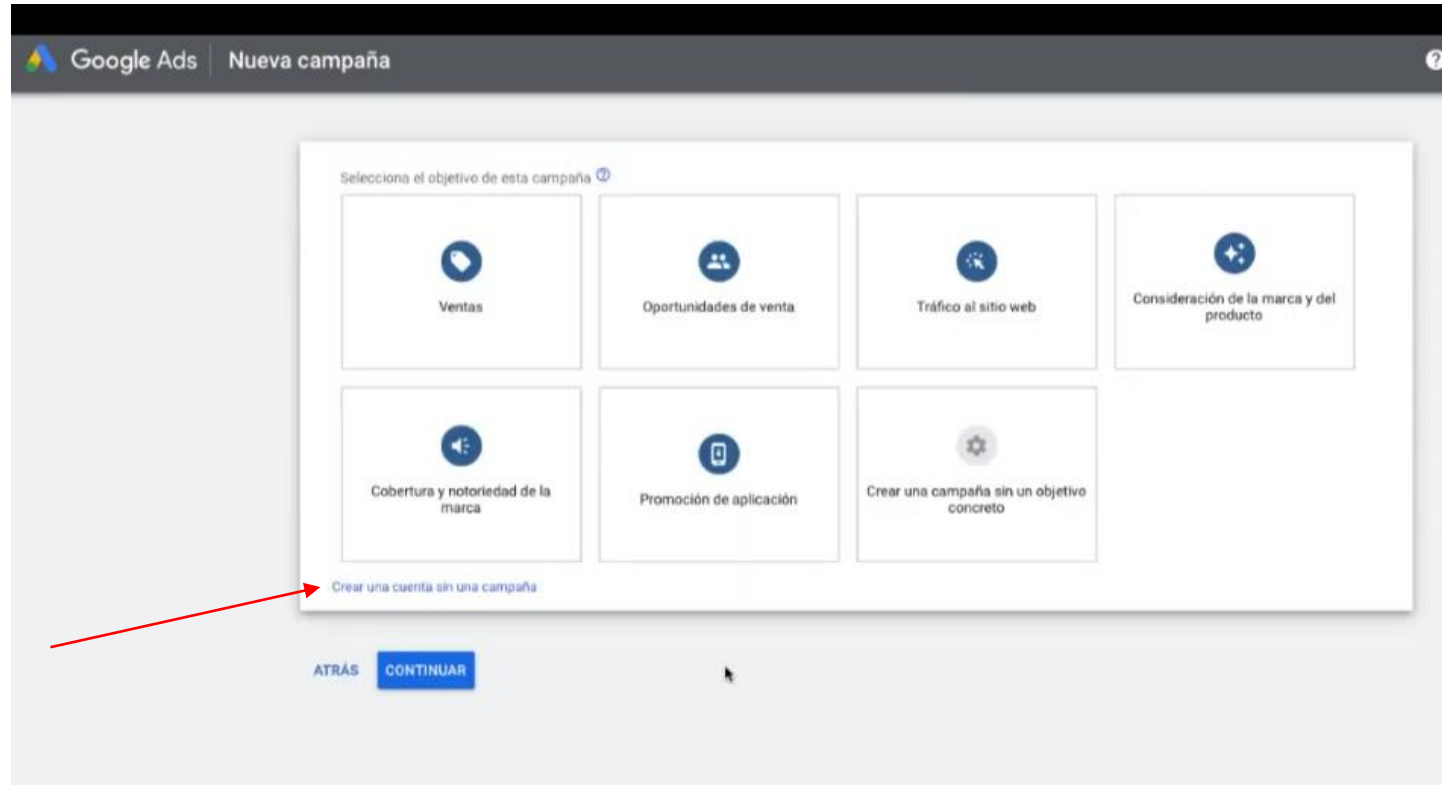 Google Ads | Nueva campaña
?
Selecciona el objetivo de esta campaña ?
Ventas
Oportunidades de venta
Tráfico al sitio web
Consideración de la marca y del
producto
Cobertura y notoriedad de la
marca
Promoción de aplicación
Crear una campaña sin un objetivo
concreto
Crear una cuenta sin una campaña
ATRÁS
CONTINUAR